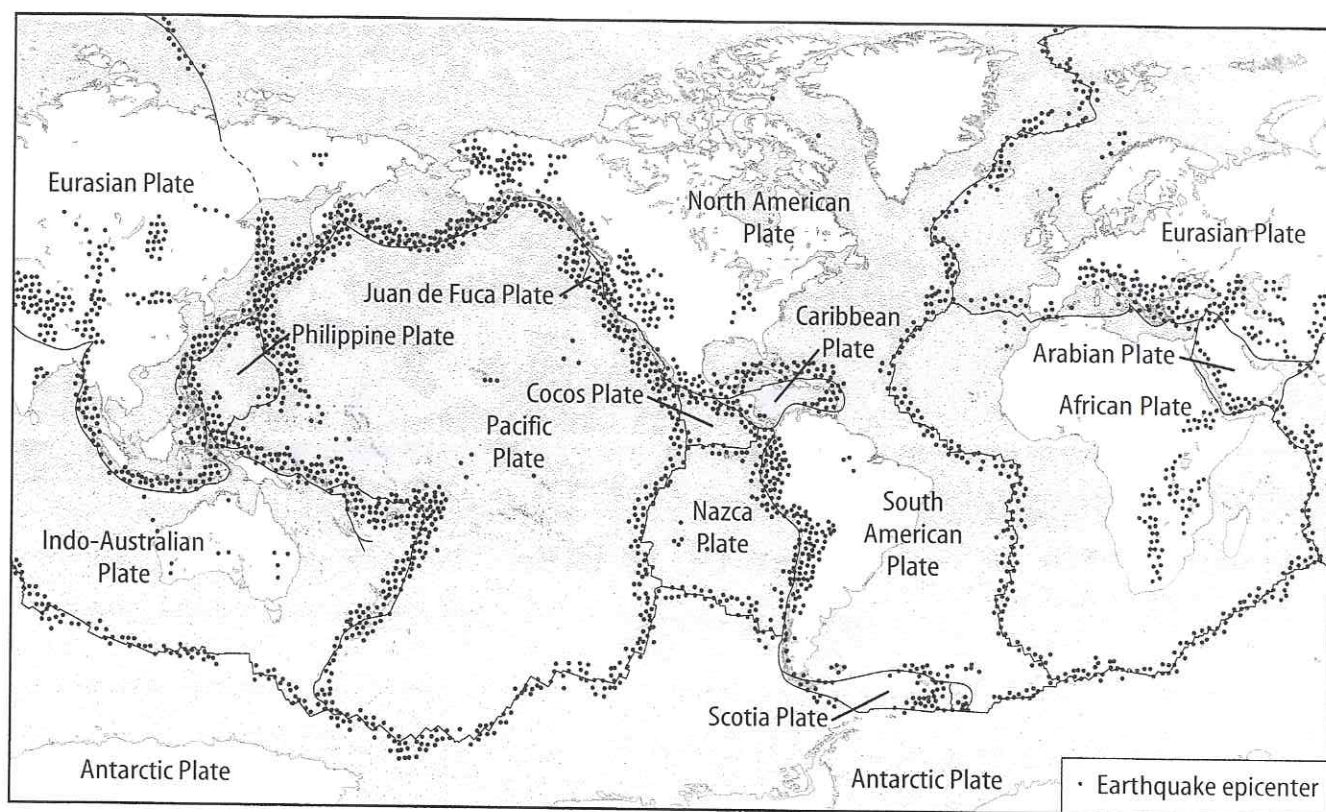 Eurasian Plate
North American
Plate
Eurasian Plate
Juan de Fuca Plate
Caribbean
Plate
Philippine Plate
Arabian Plate
Cocos Plate
African Plate
Pacific
Plate
Nazca
Plate
South
American
Plate
Indo-Australian
Plate
Scotia Plate
Antarctic Plate
Antarctic Plate
Earthquake epicenter